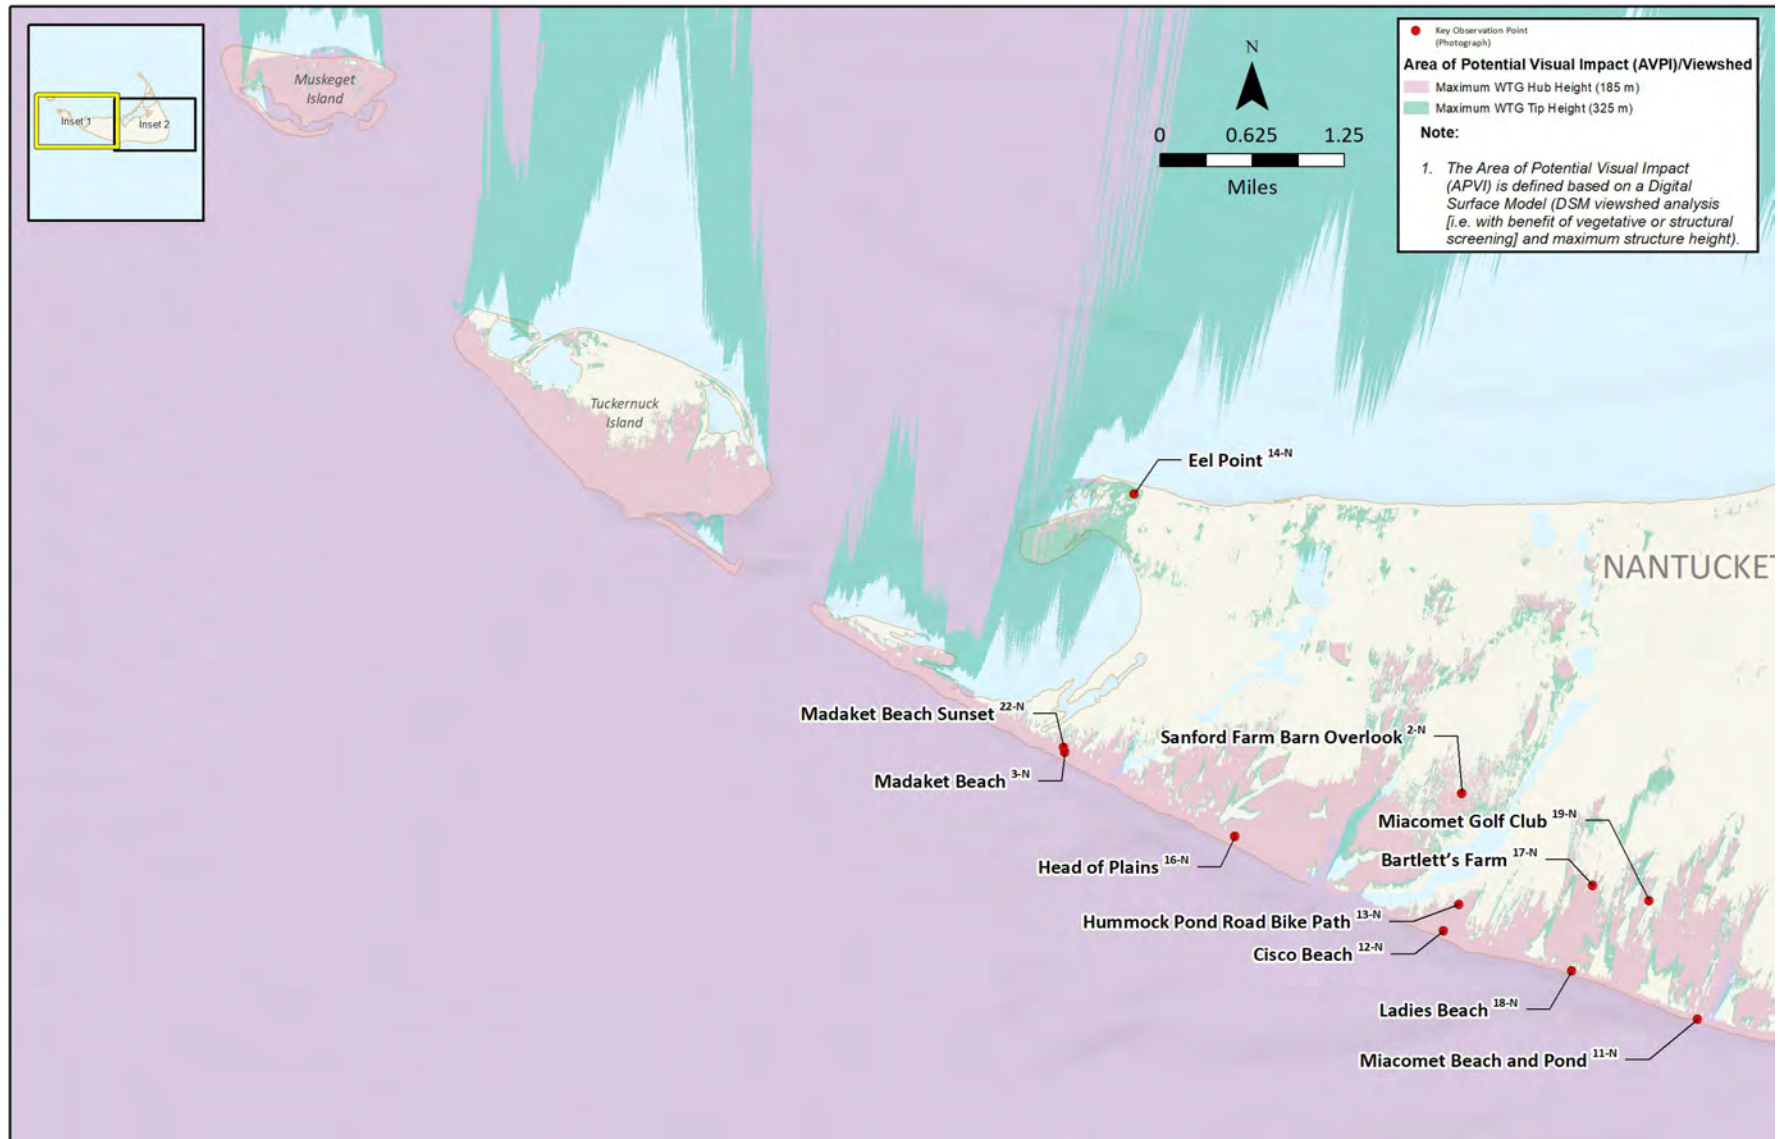 Inset 1
Inset 2
Muskeget
Island
N
0 0.625 1.25
Miles
Key Observation Point
(Photograph)
Area of Potential Visual Impact (AVPI)/Viewshed
Maximum WTG Hub Height (185 m)
Maximum WTG Tip Height (325 m)
Note:
1. The Area of Potential Visual Impact
(APVI) is defined based on a Digital
Surface Model (DSM viewshed analysis
[i.e. with benefit of vegetative or structural
screening] and maximum structure height).
Tuckernuck
Island
Eel Point 14-N
NANTUCKET
Madaket Beach Sunset 22-N
Sanford Farm Barn Overlook 2-N
Madaket Beach 3-N
Miacomet Golf Club 19-N
Bartlett's Farm 17-N
Head of Plains 16-N
Hummock Pond Road Bike Path 13-N
Cisco Beach 12-N
Ladies Beach 18-N
Miacomet Beach and Pond 11-N